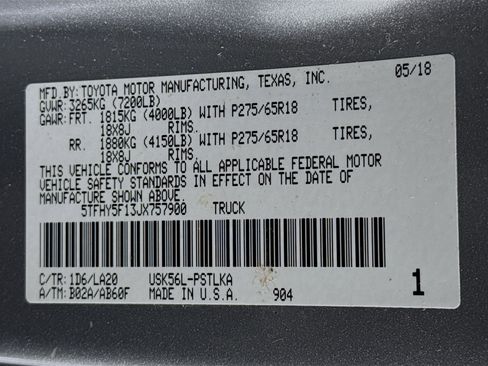 MFD.BY: TOYOTA MOTOR MANUFACTURING, TEXAS, INC. 05/18
GVWR: 3265KG (7200LB)
GAWR: FRT. 1815KG (4000LB) WITH P275/65R18 TIRES,
18X8J RIMS.
RR. 1880KG (4150LB) WITH P275/65R18 TIRES,
18X8J RIMS.
THIS VEHICLE CONFORMS TO ALL APPLICABLE FEDERAL MOTOR
VEHICLE SAFETY STANDARDS IN EFFECT ON THE DATE OF
MANUFACTURE SHOWN ABOVE.
5TFHY5F13JX757900 TRUCK
C/TR: 1D6/LA20 USK56L-PSTLKA
A/TM: B02A/AB60F MADE IN U.S.A. 904 1